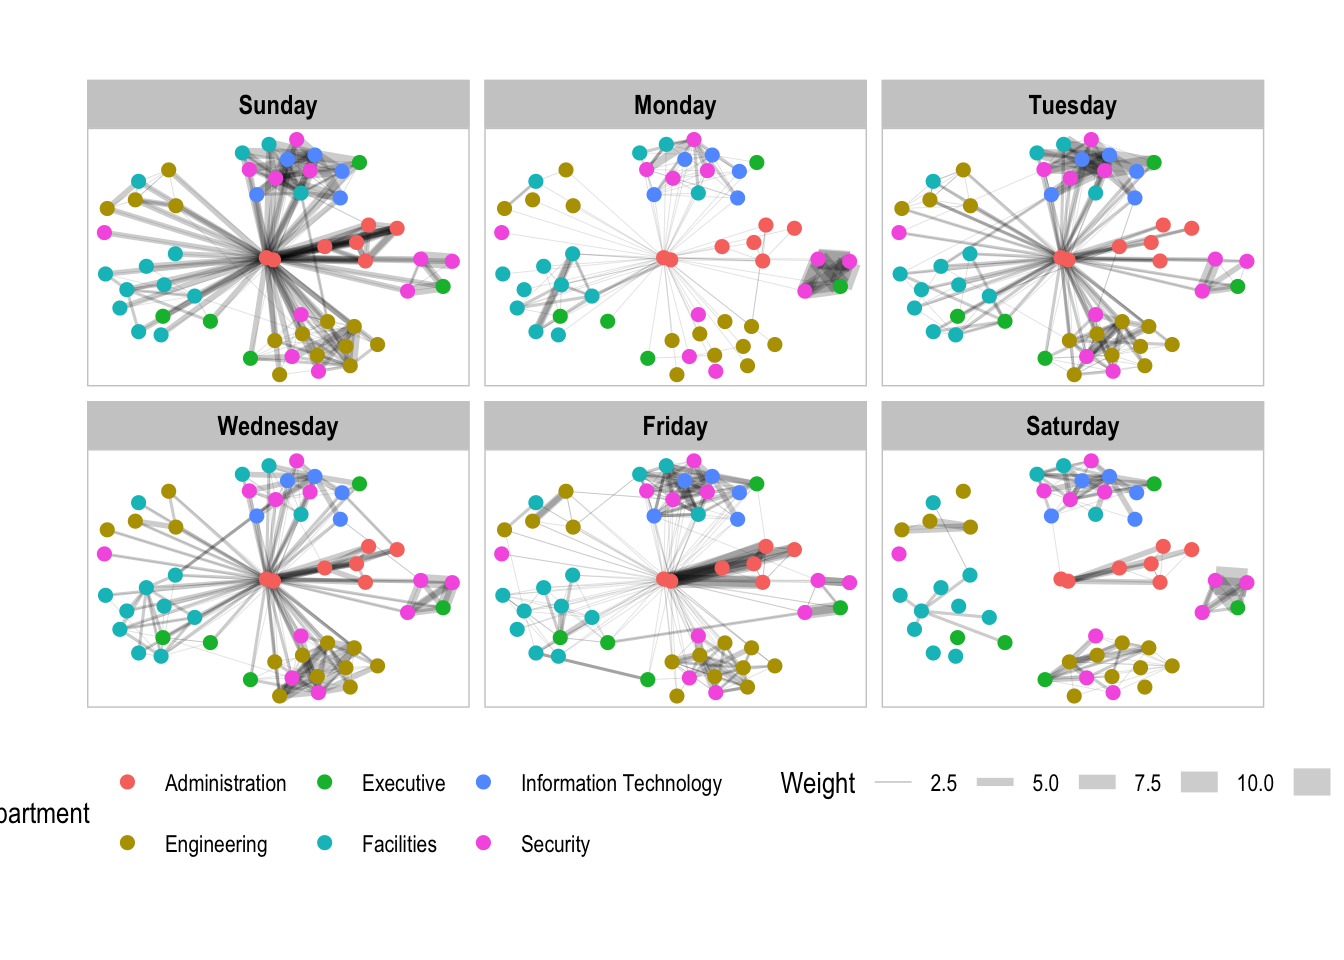 Sunday
Monday
Tuesday
Wednesday
Friday
Saturday
Administration
Executive
Information Technology
Weight
2.5
5.0
7.5
10.0
partment
Engineering
Facilities
Security